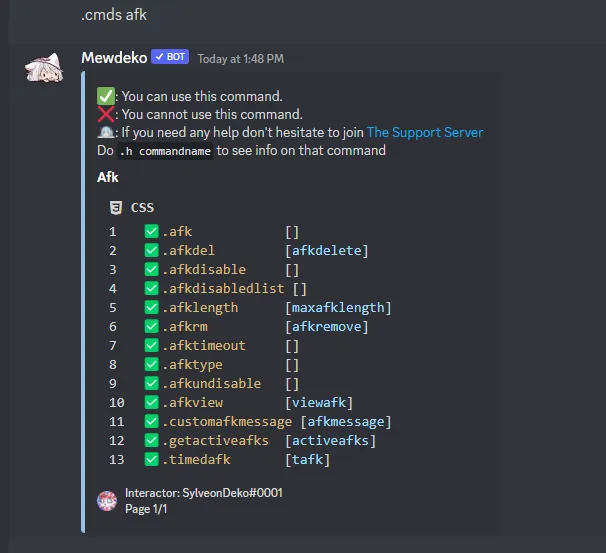 .cmds afk
Mewdeko ✓ BOT Today at 1:48 PM
✅: You can use this command.
❌: You cannot use this command.
: If you need any help don't hesitate to join The Support Server
Do .h commandname to see info on that command
Afk
CSS
1 ✅.afk []
2 ✅.afkdel [afkdelete]
3 ✅.afkdisable []
4 ✅.afkdisabledlist []
5 ✅.afklength [maxafklength]
6 ✅.afkrm [afkremove]
7 ✅.afktimeout []
8 ✅.afktype []
9 ✅.afkundisable []
10 ✅.afkview [viewafk]
11 ✅.customafkmessage [afkmessage]
12 ✅.getactiveafks [activeafks]
13 ✅.timedafk [tafk]
Interactor: SylveonDeko#0001
Page 1/1